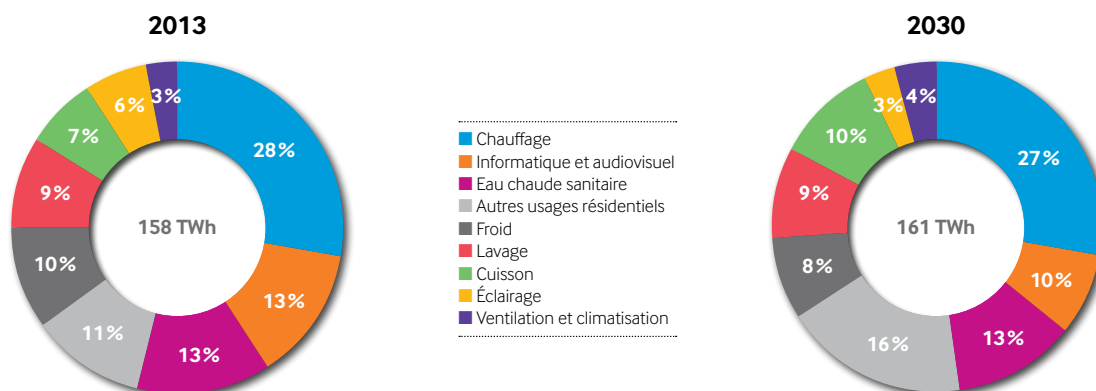 2013
3%
6%
7%
28%
9%
158 TWh
10%
13%
11%
13%
Chauffage
Informatique et audiovisuel
Eau chaude sanitaire
Autres usages résidentiels
Froid
Lavage
Cuisson
Éclairage
Ventilation et climatisation
2030
4%
3%
10%
27%
9%
161 TWh
8%
10%
16%
13%